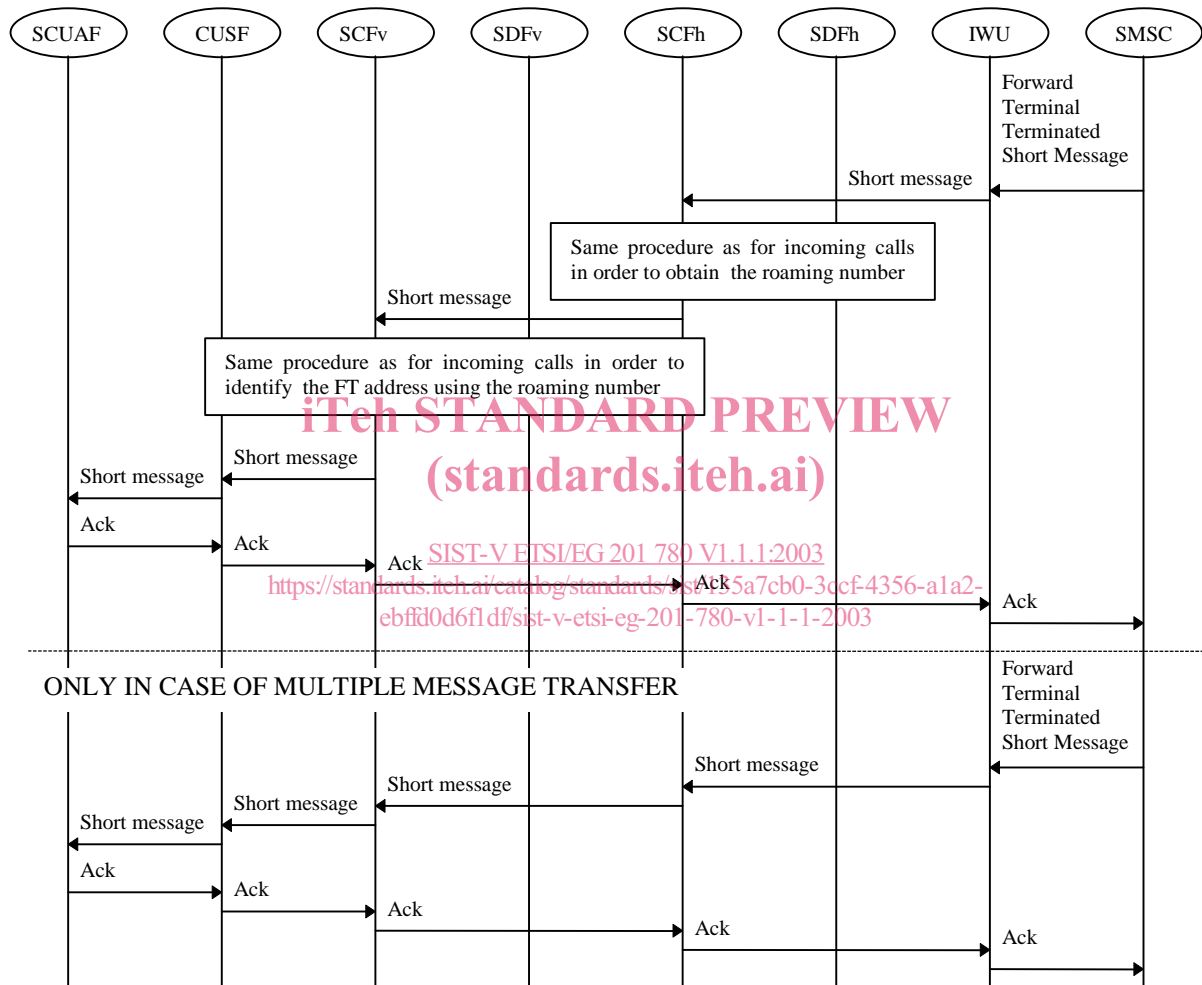 SCUAF CUSF SCFv SDFv SCFh SDFh IWU SMSC
Forward
Terminal
Terminated
Short Message
Short message
Same procedure as for incoming calls
in order to obtain the roaming number
Short message
Same procedure as for incoming calls in order to
identify the FT address using the roaming number
iTeh STANDARD PREVIEW
(standards.iteh.ai)
Short message
Short message
Ack
Ack
SIST-V ETSI/EG 201 780 V1.1.1:2003
Ack
https://standards.iteh.ai/catalog/standards/sist/135a7cb0-3ccf-4356-a1a2-
Ack
ebffd0d6f1df/sist-v-etsi-eg-201-780-v1-1-1-2003
Ack
ONLY IN CASE OF MULTIPLE MESSAGE TRANSFER
Forward
Terminal
Terminated
Short Message
Short message
Short message
Short message
Short message
Ack
Ack
Ack
Ack
Ack